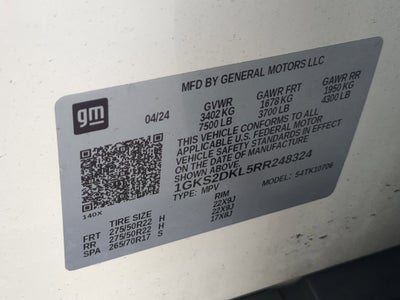 gm
MFD BY GENERAL MOTORS LLC
04/24 GVWR GAWR FRT GAWR RR
3402 KG 1678 KG 1950 KG
7500 LB 3700 LB 4300 LB
THIS VEHICLE CONFORMS TO ALL
APPLICABLE U.S. FEDERAL MOTOR
VEHICLE SAFETY STANDARDS IN EFFECT
ON THE DATE OF MANUFACTURE
SHOWN ABOVE.
1GKS2DKL5RR248324
TYPE: MPV MODEL: 54TK10706
140X
TIRE SIZE RIM
FRT 275/50R22 H 22X9J
RR 275/50R22 H 22X9J
SPA 265/70R17 S 17X8J